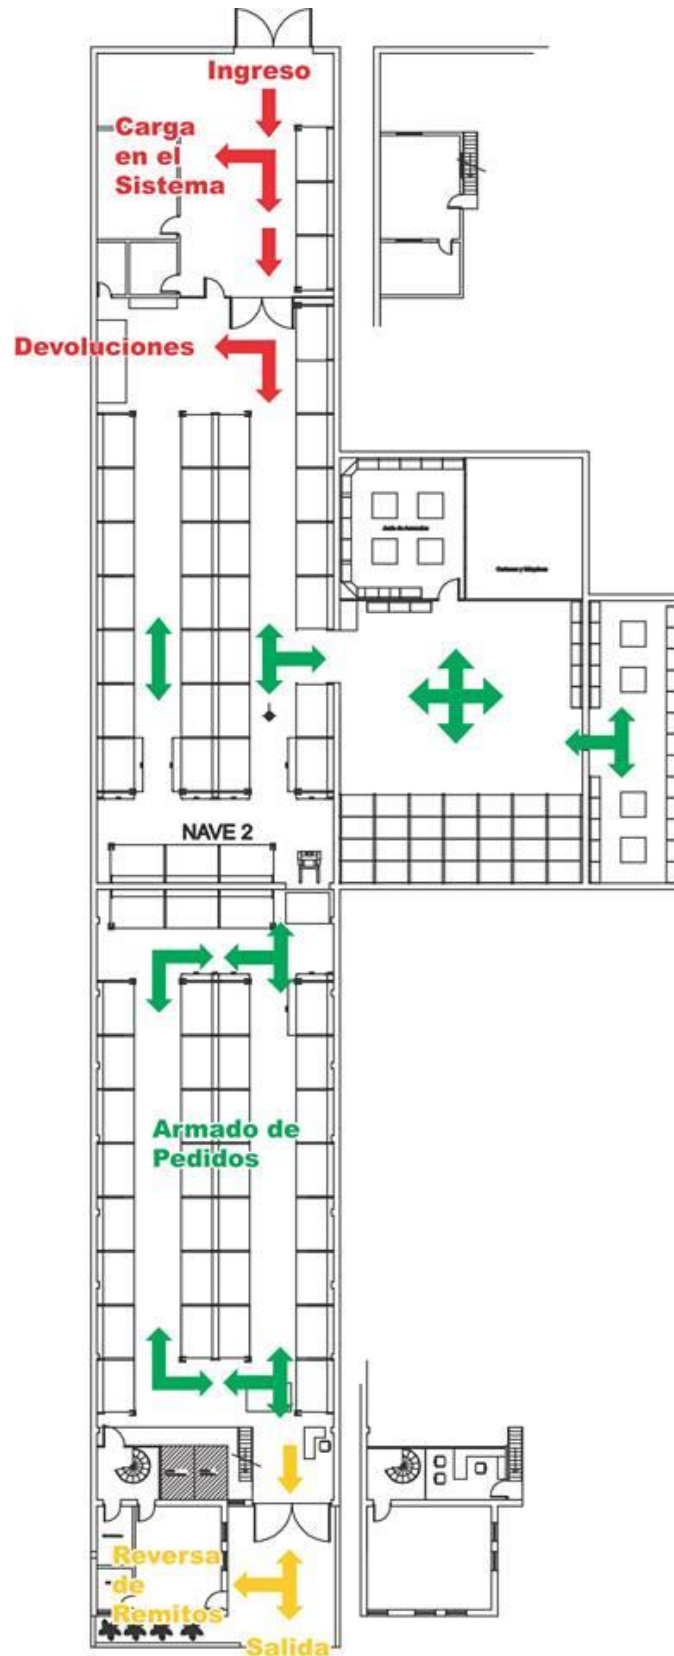 Ingreso
Carga
en el
Sistema
Devoluciones
NAVE 2
Armado de
Pedidos
Reversa
de
Remitos
Salida